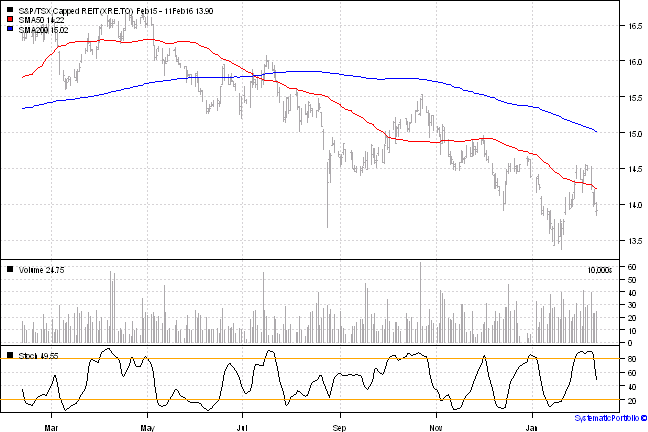 S&P/TSX Capped REIT (XRE.TO) Feb15 - 11Feb16 13.90
SMA50 14.22
SMA200 15.02
16.5
16.0
15.5
15.0
14.5
14.0
13.5
Volume 24.75
10,000s
60
50
40
30
20
10
0
Stoch 49.55
80
60
40
20
Mar May Jul Sep Nov Jan
SystematicPortfolio ©